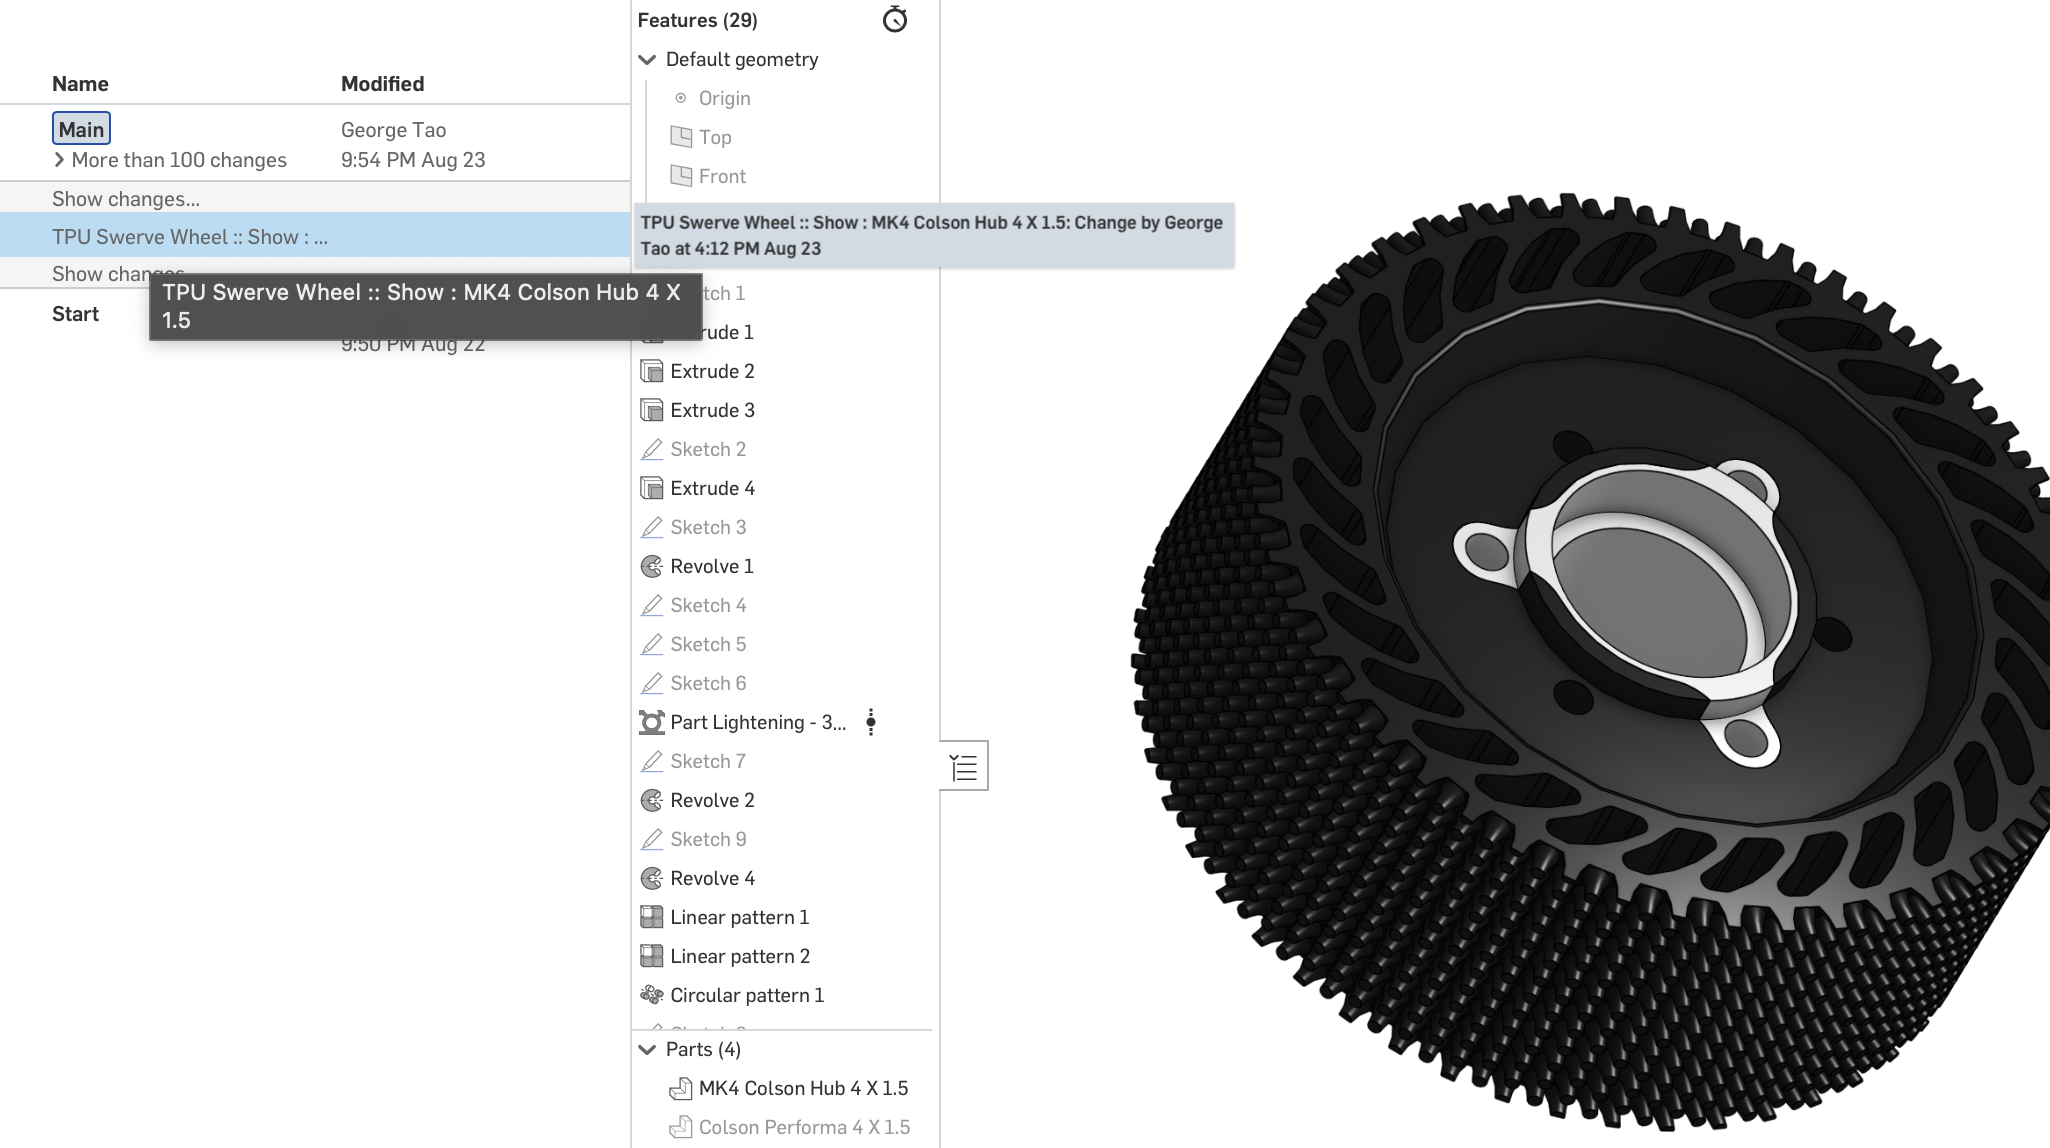 Name Modified
Main George Tao
More than 100 changes 9:54 PM Aug 23
Show changes...
TPU Swerve Wheel :: Show : ...
Show changes
TPU Swerve Wheel :: Show : MK4 Colson Hub 4 X
1.5
Start
9:50 PM Aug 22
Features (29)
Default geometry
Origin
Top
Front
TPU Swerve Wheel :: Show : MK4 Colson Hub 4 X 1.5: Change by George
Tao at 4:12 PM Aug 23
tch 1
rude 1
Extrude 2
Extrude 3
Sketch 2
Extrude 4
Sketch 3
Revolve 1
Sketch 4
Sketch 5
Sketch 6
Part Lightening - 3...
Sketch 7
Revolve 2
Sketch 9
Revolve 4
Linear pattern 1
Linear pattern 2
Circular pattern 1
Parts (4)
MK4 Colson Hub 4 X 1.5
Colson Performa 4 X 1.5